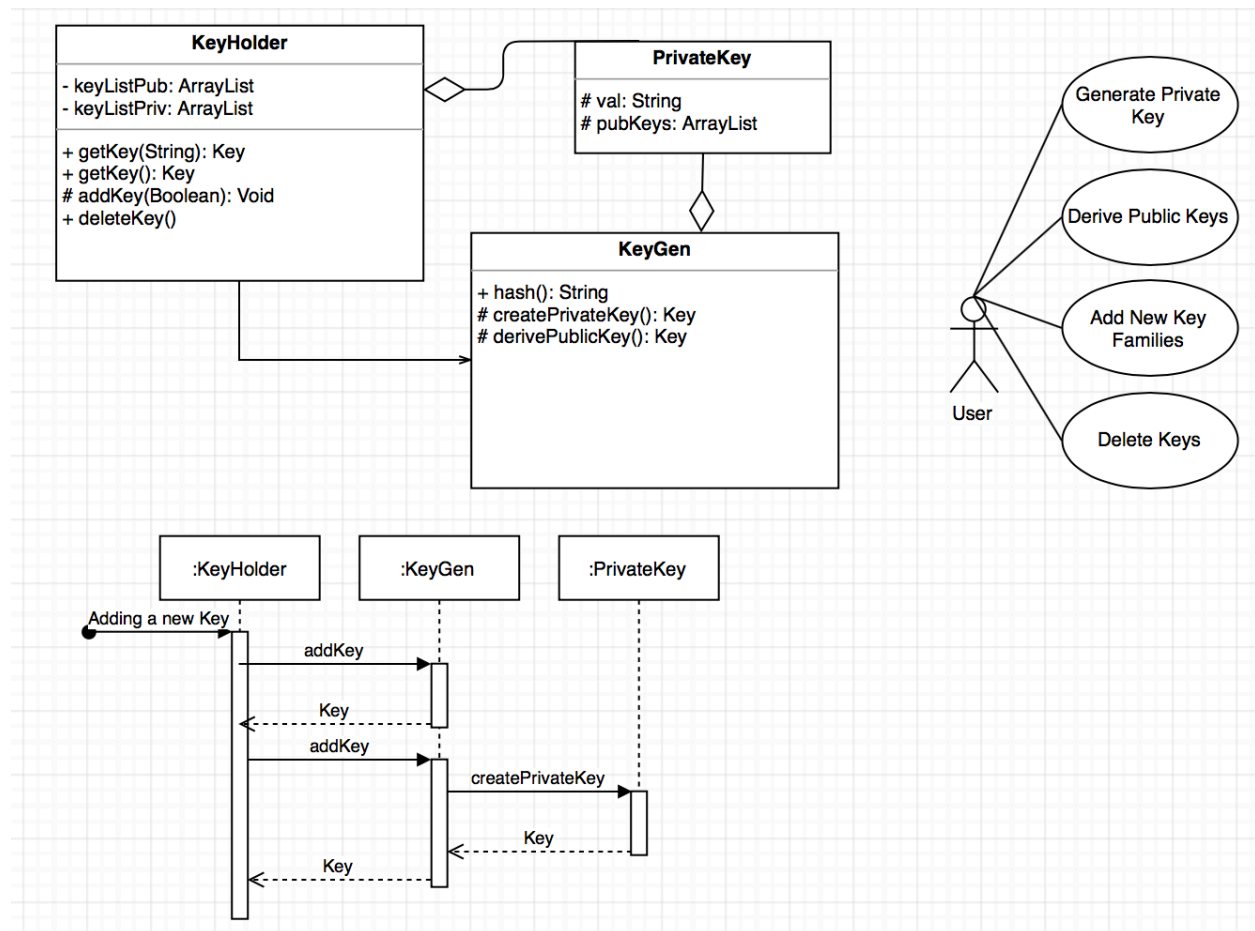 KeyHolder
- keyListPub: ArrayList
- keyListPriv: ArrayList
+ getKey(String): Key
+ getKey(): Key
# addKey(Boolean): Void
+ deleteKey()
PrivateKey
# val: String
# pubKeys: ArrayList
KeyGen
+ hash(): String
# createPrivateKey(): Key
# derivePublicKey(): Key
Generate Private
Key
Derive Public Keys
Add New Key
Families
Delete Keys
User
:KeyHolder
:KeyGen
:PrivateKey
Adding a new Key
addKey
Key
addKey
createPrivateKey
Key
Key